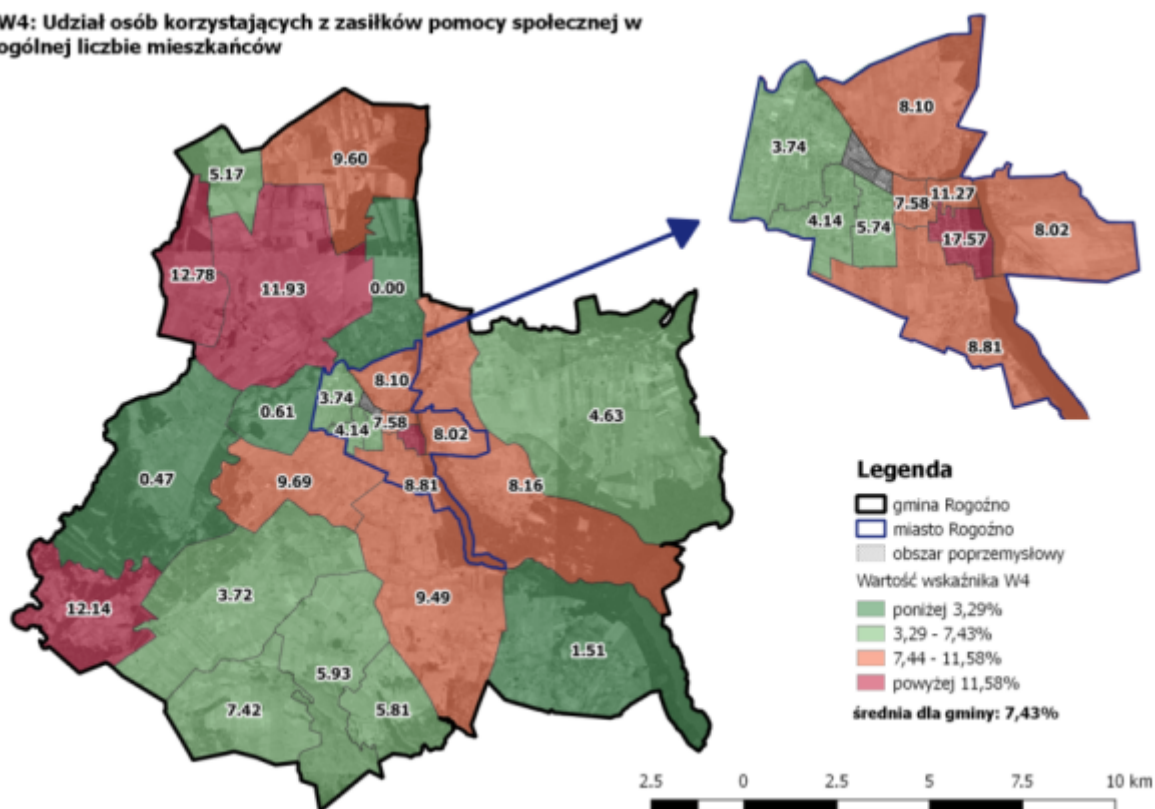 W4: Udział osób korzystających z zasiłków pomocy społecznej w
ogólnej liczbie mieszkańców
8.10
3.74
7.58
11.27
4.14
5.74
17.57
8.02
8.81
9.60
5.17
12.78
11.93
0.00
8.10
3.74
0.61
7.58
4.14
8.02
4.63
0.47
9.69
8.81
8.16
12.14
3.72
9.49
1.51
5.93
7.42
5.81
Legenda
gmina Rogoźno
miasto Rogoźno
obszar poprzemysłowy
Wartość wskaźnika W4
poniżej 3,29%
3,29 - 7,43%
7,44 - 11,58%
powyżej 11,58%
średnia dla gminy: 7,43%
2.5 0 2.5 5 7.5 10 km